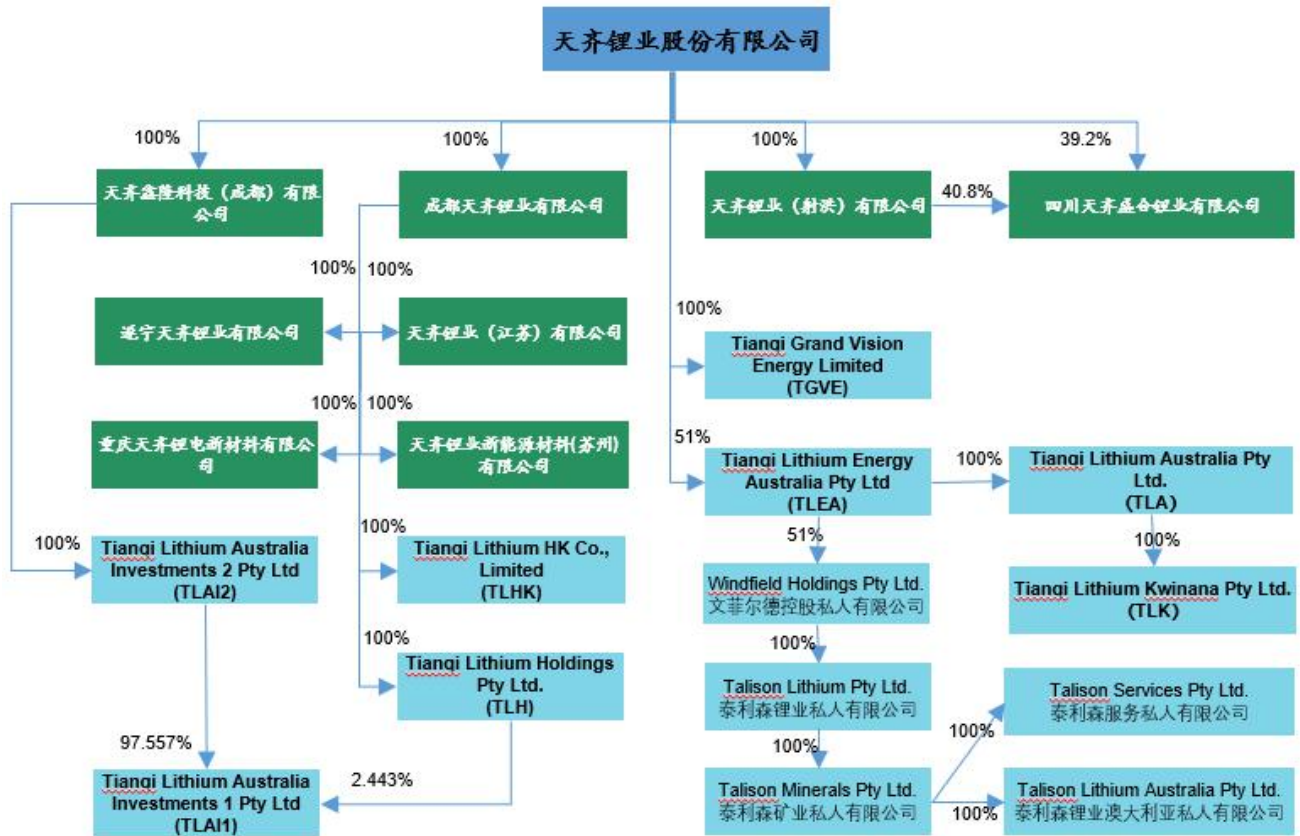 天齐锂业股份有限公司
100%
100%
100%
39.2%
天齐鑫隆科技（成都）有限
公司
成都天齐锂业有限公司
天齐锂业（射洪）有限公司
40.8%
四川天齐盛合锂业有限公司
100%
100%
遂宁天齐锂业有限公司
天齐锂业（江苏）有限公司
100%
Tianqi Grand Vision
Energy Limited
(TGVE)
100%
100%
重庆天齐锂电新材料有限公
司
天齐锂业新能源材料(苏州)
有限公司
51%
Tianqi Lithium Energy
Australia Pty Ltd
(TLEA)
100%
Tianqi Lithium Australia Pty
Ltd.
(TLA)
100%
Tianqi Lithium Australia
Investments 2 Pty Ltd
(TLAI2)
100%
Tianqi Lithium HK Co.,
Limited
(TLHK)
51%
Windfield Holdings Pty Ltd.
文菲尔德控股私人有限公司
100%
Tianqi Lithium Kwinana Pty Ltd.
(TLK)
100%
Tianqi Lithium Holdings
Pty Ltd.
(TLH)
100%
Talison Lithium Pty Ltd.
泰利森锂业私人有限公司
Talison Services Pty Ltd.
泰利森服务私人有限公司
97.557%
2.443%
Tianqi Lithium Australia
Investments 1 Pty Ltd
(TLAI1)
100%
Talison Minerals Pty Ltd.
泰利森矿业私人有限公司
100%
100%
Talison Lithium Australia Pty Ltd.
泰利森锂业澳大利亚私人有限公司